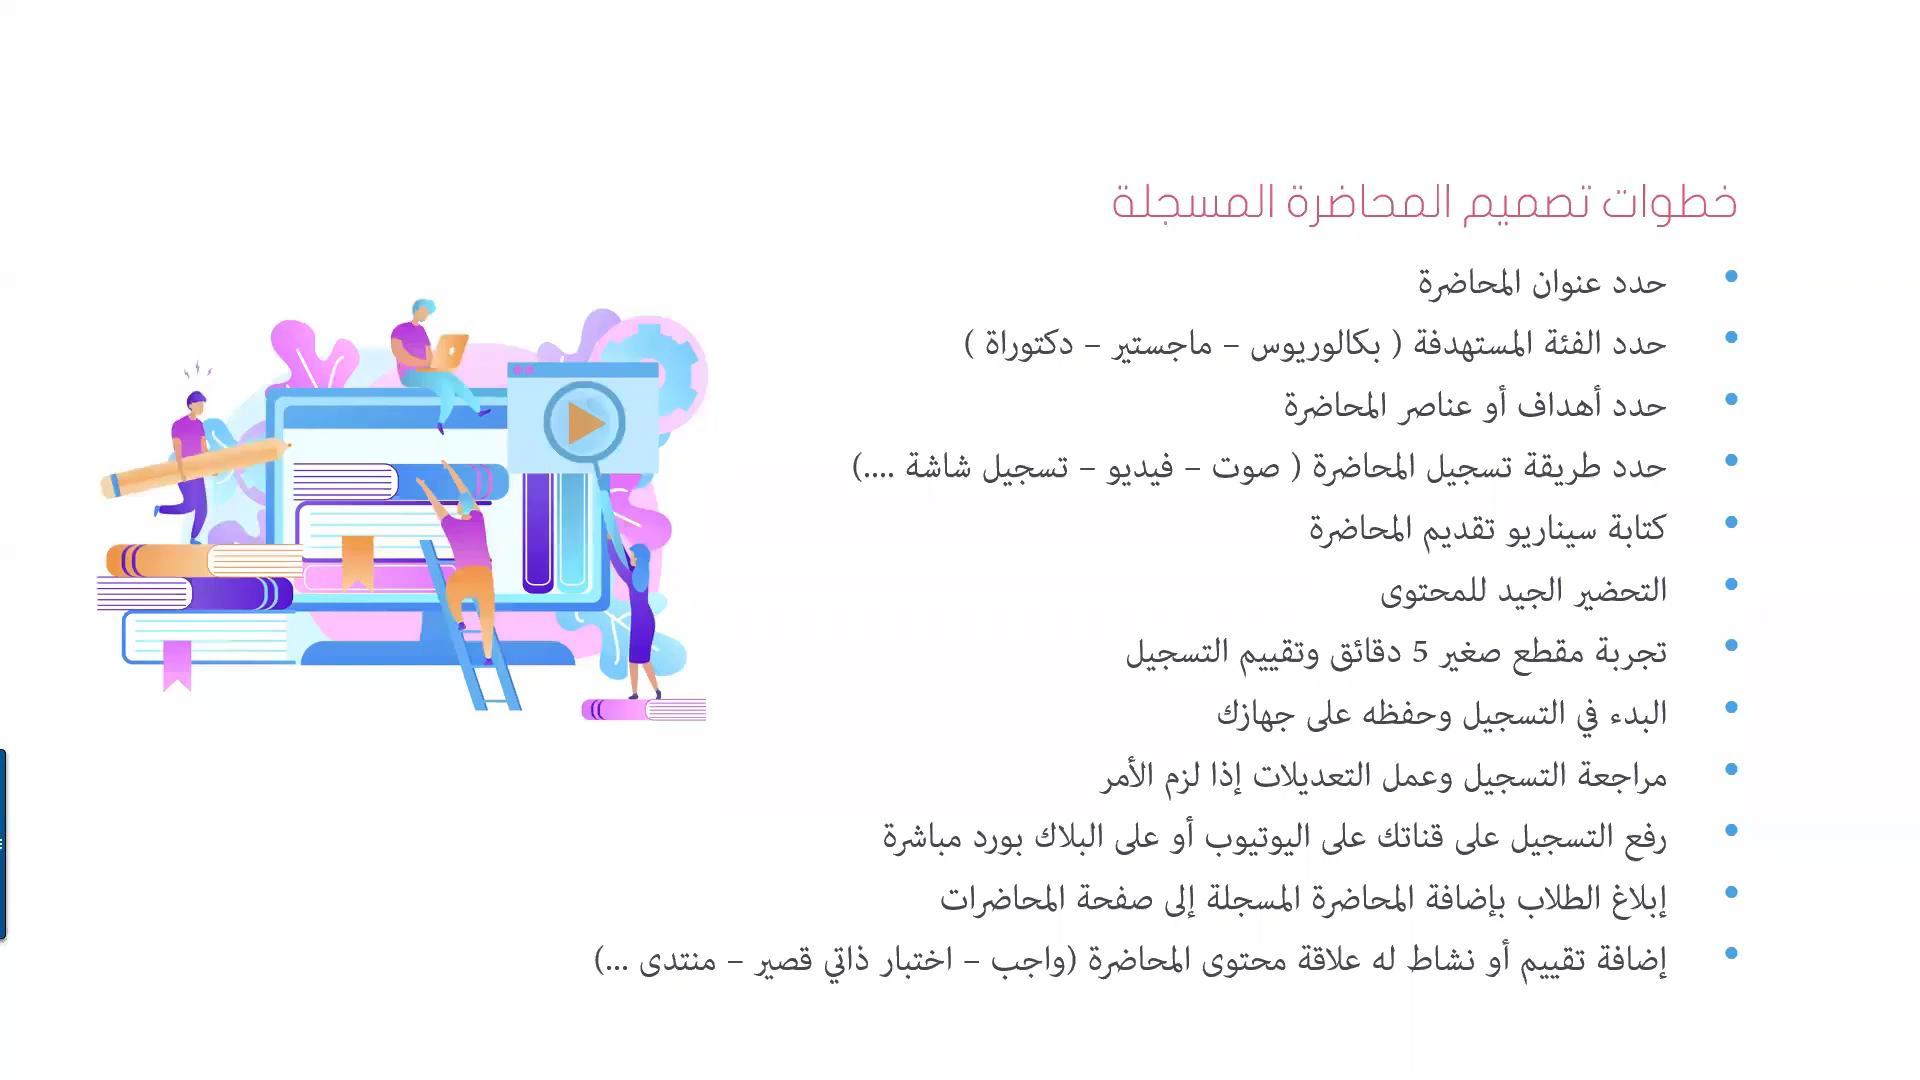 خطوات تصميم المحاضرة المسجلة
• حدد عنوان المحاضرة
• حدد الفئة المستهدفة ( بكالوريوس – ماجستير – دكتوراة )
• حدد أهداف أو عناصر المحاضرة
• حدد طريقة تسجيل المحاضرة ( صوت – فيديو – تسجيل شاشة ....)
• كتابة سيناريو تقديم المحاضرة
• التحضير الجيد للمحتوى
• تجربة مقطع صغير 5 دقائق وتقييم التسجيل
• البدء في التسجيل وحفظه على جهازك
• مراجعة التسجيل وعمل التعديلات إذا لزم الأمر
• رفع التسجيل على قناتك على اليوتيوب أو على البلاك بورد مباشرة
• إبلاغ الطلاب بإضافة المحاضرة المسجلة إلى صفحة المحاضرات
• إضافة تقييم أو نشاط له علاقة محتوى المحاضرة (واجب – اختبار ذاتي قصير – منتدى ...)